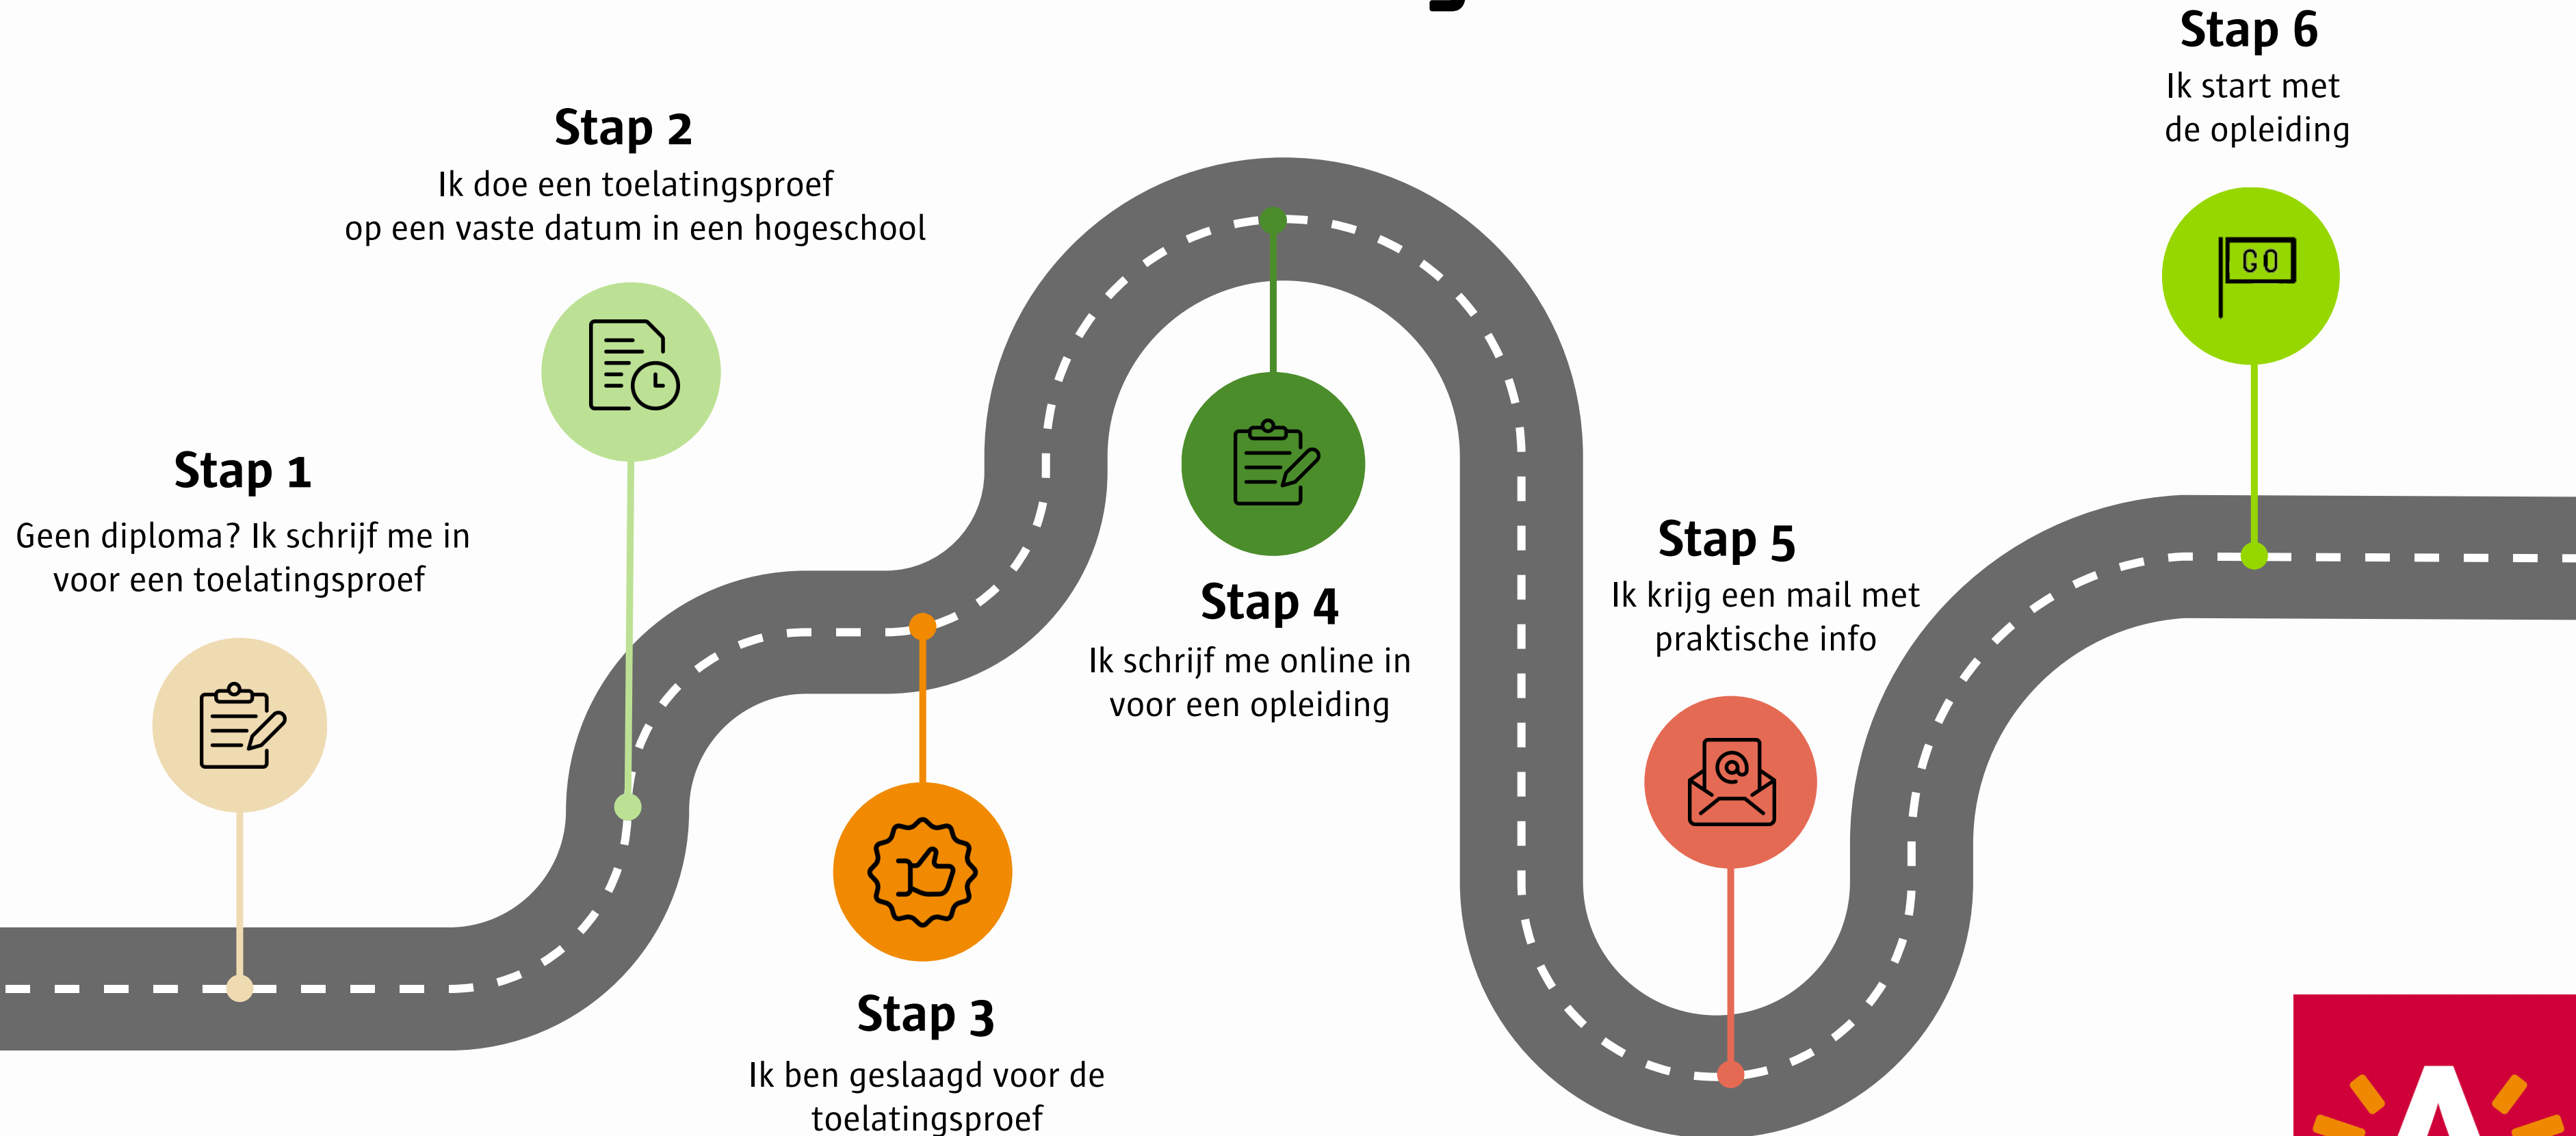 Stap 1
Geen diploma? Ik schrijf me in
voor een toelatingsproef
Stap 2
Ik doe een toelatingsproef
op een vaste datum in een hogeschool
Stap 3
Ik ben geslaagd voor de
toelatingsproef
Stap 4
Ik schrijf me online in
voor een opleiding
Stap 5
Ik krijg een mail met
praktische info
@
Stap 6
Ik start met
de opleiding
GO
A